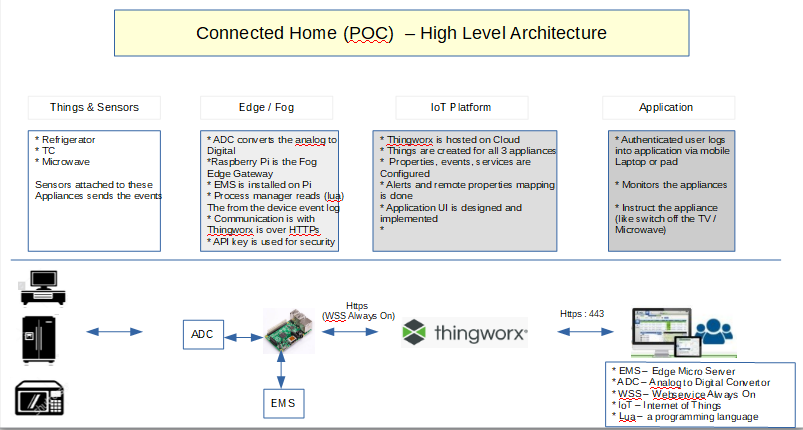 Connected Home (POC) – High Level Architecture
Things & Sensors
Edge / Fog
IoT Platform
Application
* Refrigerator
* TC
* Microwave
Sensors attached to these
Appliances sends the events
* ADC converts the analog to
Digital
*Raspberry Pi is the Fog
Edge Gateway
* EMS is installed on Pi
* Process manager reads (lua)
The from the device event log
* Communication is with
Thingworx is over HTTPs
* API key is used for security
* Thingworx is hosted on Cloud
* Things are created for all 3 appliances
* Properties, events, services are
Configured
* Alerts and remote properties mapping
is done
* Application UI is designed and
implemented
*
* Authenticated user logs
into application via mobile
Laptop or pad
* Monitors the appliances
* Instruct the appliance
(like switch off the TV /
Microwave)
ADC
EMS
Https
(WSS Always On)
thingworx
Https : 443
* EMS – Edge Micro Server
*ADC – Analog to Digital Convertor
* WSS – Webservice Always On
* IoT – Internet of Things
* Lua – a programming language